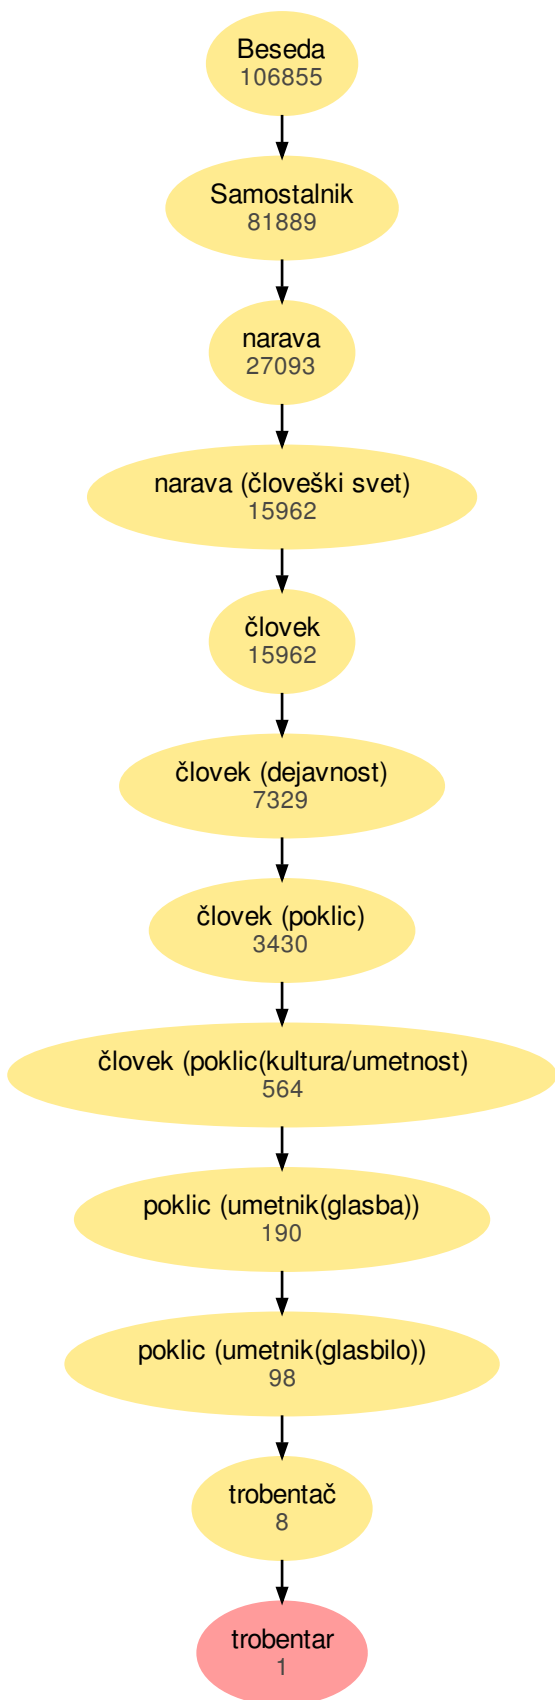 Beseda
106855
Samostalnik
81889
narava
27093
narava (človeški svet)
15962
človek
15962
človek (dejavnost)
7329
človek (poklic)
3430
človek (poklic(kultura/umetnost)
564
poklic (umetnik(glasba))
190
poklic (umetnik(glasbilo))
98
trobentač
8
trobentar
1